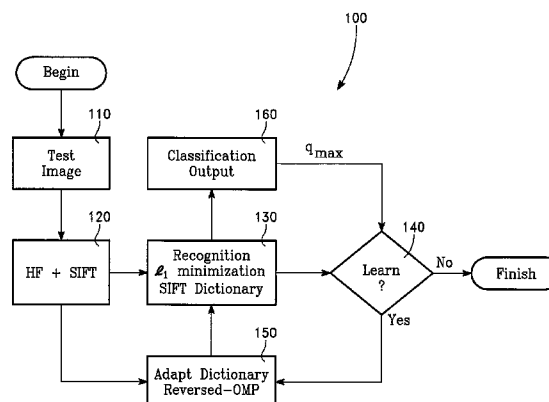 100
Begin
110
Test
Image
160
Classification
Output
q max
120
HF + SIFT
130
Recognition
ℓ1 minimization
SIFT Dictionary
140
Learn
?
No
Finish
Yes
150
Adapt Dictionary
Reversed-OMP